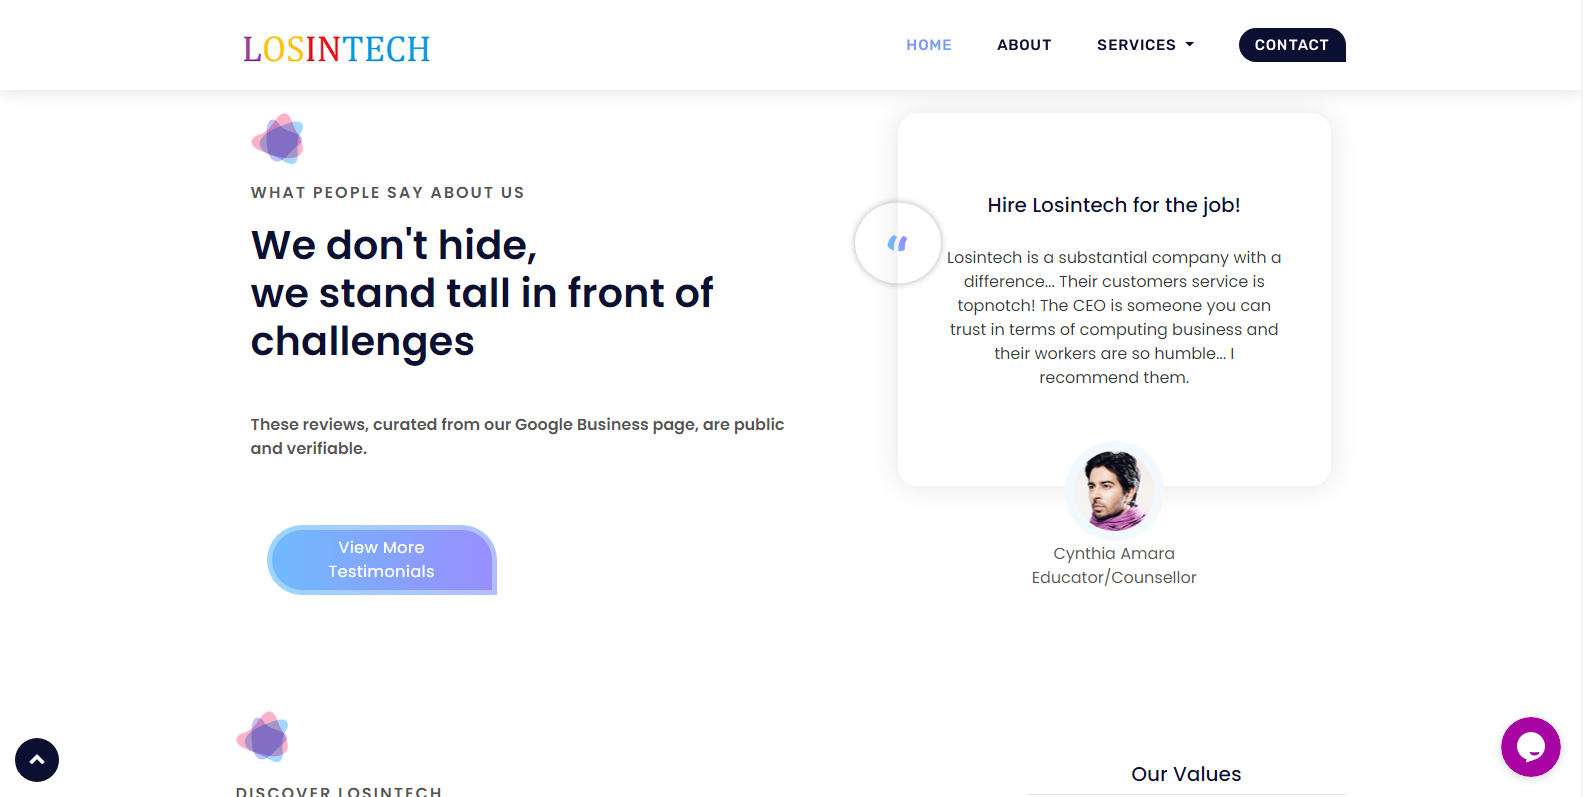 LOSINTECH
HOME
ABOUT
SERVICES
CONTACT
WHAT PEOPLE SAY ABOUT US
We don't hide,
we stand tall in front of
challenges
These reviews, curated from our Google Business page, are public
and verifiable.
View More
Testimonials
“
Hire Losintech for the job!
Losintech is a substantial company with a
difference... Their customers service is
topnotch! The CEO is someone you can
trust in terms of computing business and
their workers are so humble... I
recommend them.
Cynthia Amara
Educator/Counsellor
DISCOVER LOSINTECH
Our Values